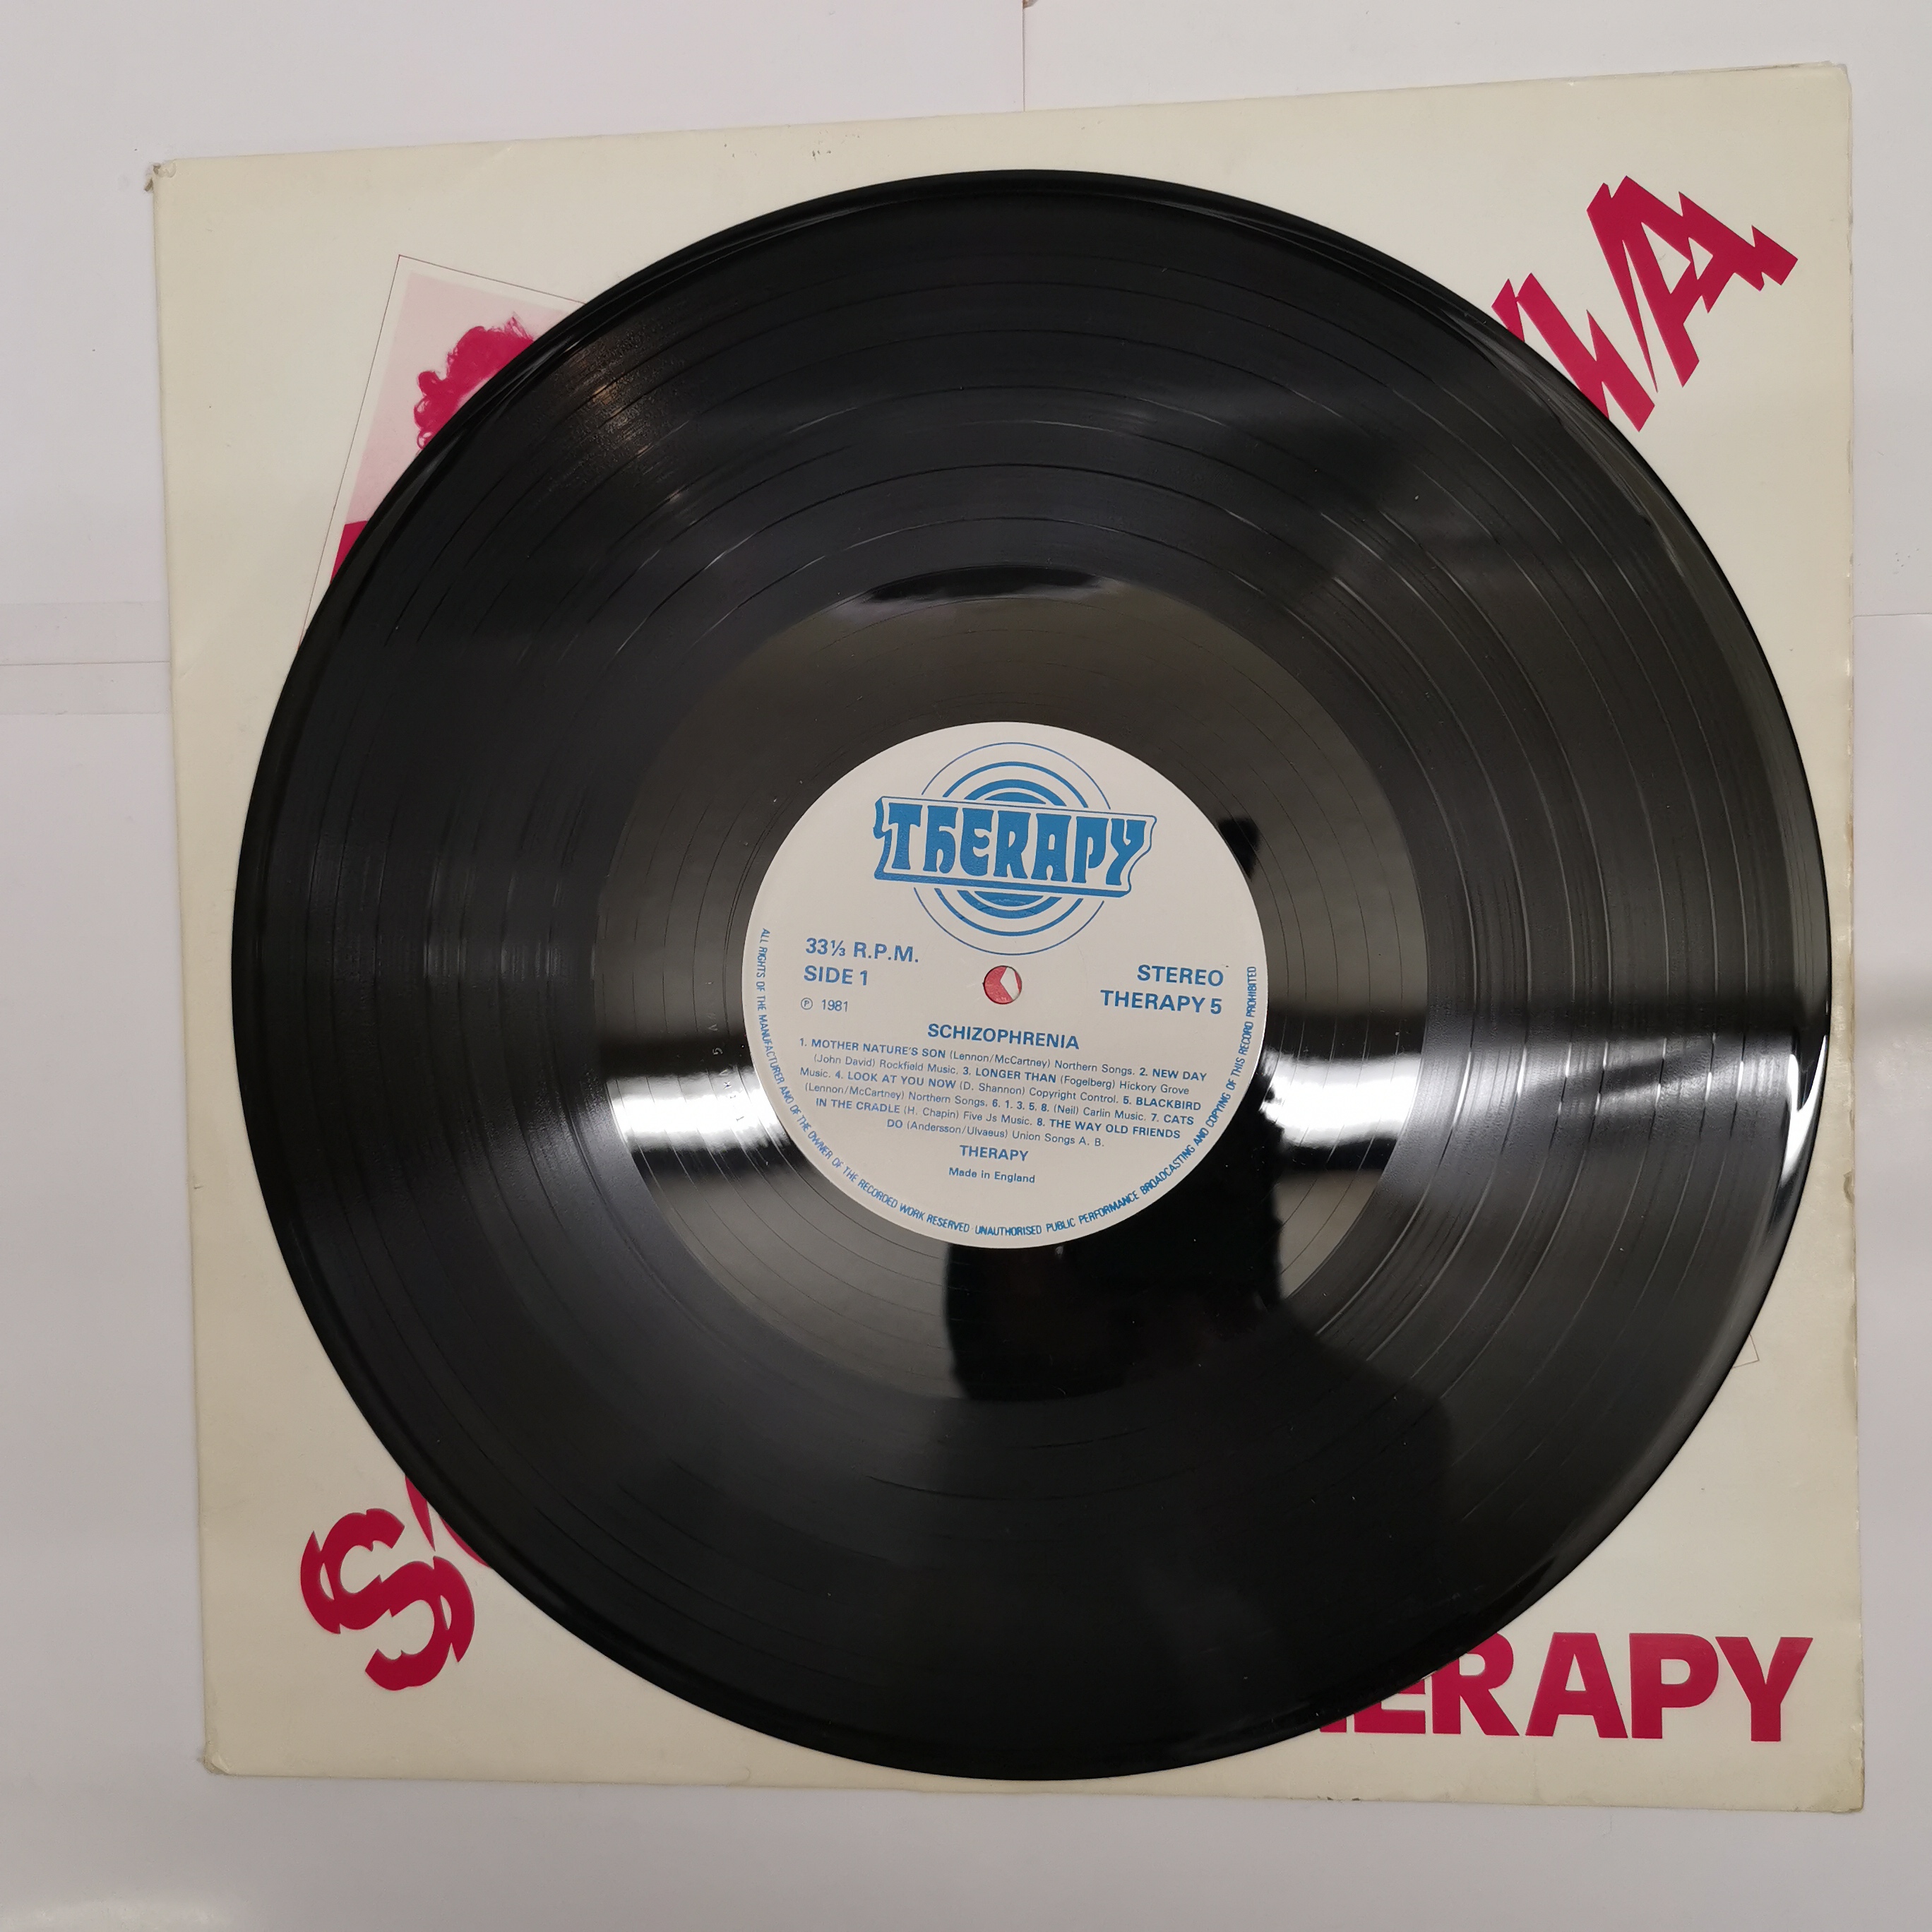 THERAPY
33⅓ R.P.M.
SIDE 1
℗ 1981
STEREO
THERAPY 5
SCHIZOPHRENIA
1. MOTHER NATURE'S SON (Lennon/McCartney) Northern Songs. 2. NEW DAY
(John David) Rockfield Music. 3. LONGER THAN (Fogelberg) Hickory Grove
Music. 4. LOOK AT YOU NOW (D. Shannon) Copyright Control. 5. BLACKBIRD
(Lennon/McCartney) Northern Songs. 6. 1. 3. 5. 8. (Neil) Carlin Music. 7. CATS
IN THE CRADLE (H. Chapin) Five Js Music. 8. THE WAY OLD FRIENDS
DO (Andersson/Ulvaeus) Union Songs A. B.
THERAPY
Made in England
ALL RIGHTS OF THE MANUFACTURER AND OF THE OWNER OF THE RECORDED WORK RESERVED UNAUTHORISED PUBLIC PERFORMANCE BROADCASTING AND COPYING OF THIS RECORD PROHIBITED
ERAPY